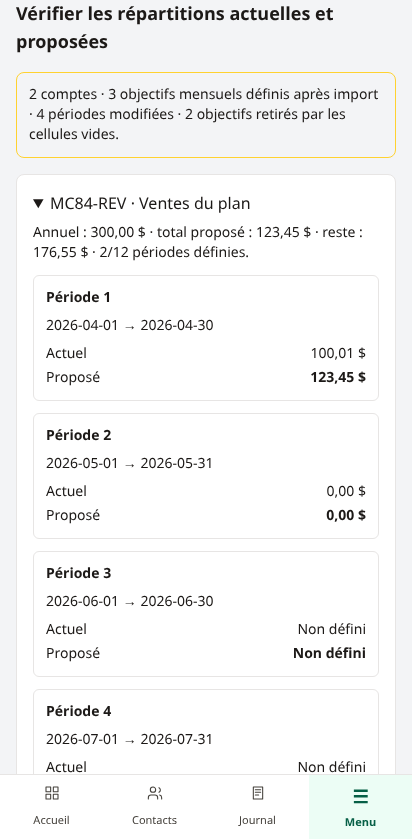 Vérifier les répartitions actuelles et
proposées
2 comptes · 3 objectifs mensuels définis après import
· 4 périodes modifiées · 2 objectifs retirés par les
cellules vides.
▼ MC84-REV · Ventes du plan
Annuel : 300,00 $ · total proposé : 123,45 $ · reste :
176,55 $ · 2/12 périodes définies.
Période 1
2026-04-01 → 2026-04-30
Actuel 100,01 $
Proposé 123,45 $
Période 2
2026-05-01 → 2026-05-31
Actuel 0,00 $
Proposé 0,00 $
Période 3
2026-06-01 → 2026-06-30
Actuel Non défini
Proposé Non défini
Période 4
2026-07-01 → 2026-07-31
Actuel Non défini
Accueil Contacts Journal Menu